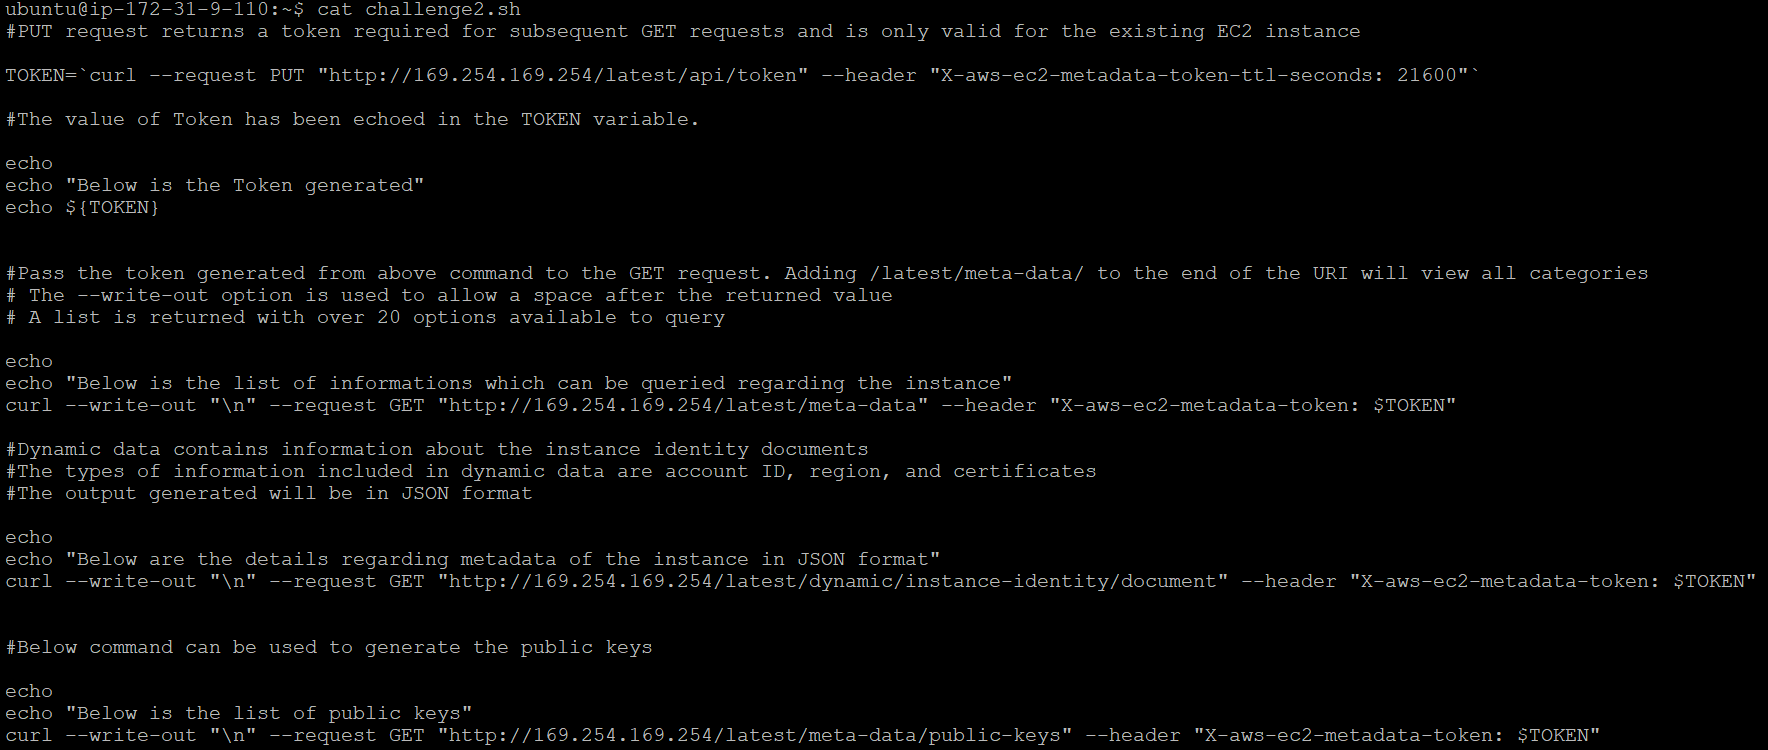 ubuntu@ip-172-31-9-110:~$ cat challenge2.sh
#PUT request returns a token required for subsequent GET requests and is only valid for the existing EC2 instance
TOKEN=`curl --request PUT "http://169.254.169.254/latest/api/token" --header "X-aws-ec2-metadata-token-ttl-seconds: 21600"`
#The value of Token has been echoed in the TOKEN variable.
echo
echo "Below is the Token generated"
echo ${TOKEN}
#Pass the token generated from above command to the GET request. Adding /latest/meta-data/ to the end of the URI will view all categories
# The --write-out option is used to allow a space after the returned value
# A list is returned with over 20 options available to query
echo
echo "Below is the list of informations which can be queried regarding the instance"
curl --write-out "\n" --request GET "http://169.254.169.254/latest/meta-data" --header "X-aws-ec2-metadata-token: $TOKEN"
#Dynamic data contains information about the instance identity documents
#The types of information included in dynamic data are account ID, region, and certificates
#The output generated will be in JSON format
echo
echo "Below are the details regarding metadata of the instance in JSON format"
curl --write-out "\n" --request GET "http://169.254.169.254/latest/dynamic/instance-identity/document" --header "X-aws-ec2-metadata-token: $TOKEN"
#Below command can be used to generate the public keys
echo
echo "Below is the list of public keys"
curl --write-out "\n" --request GET "http://169.254.169.254/latest/meta-data/public-keys" --header "X-aws-ec2-metadata-token: $TOKEN"